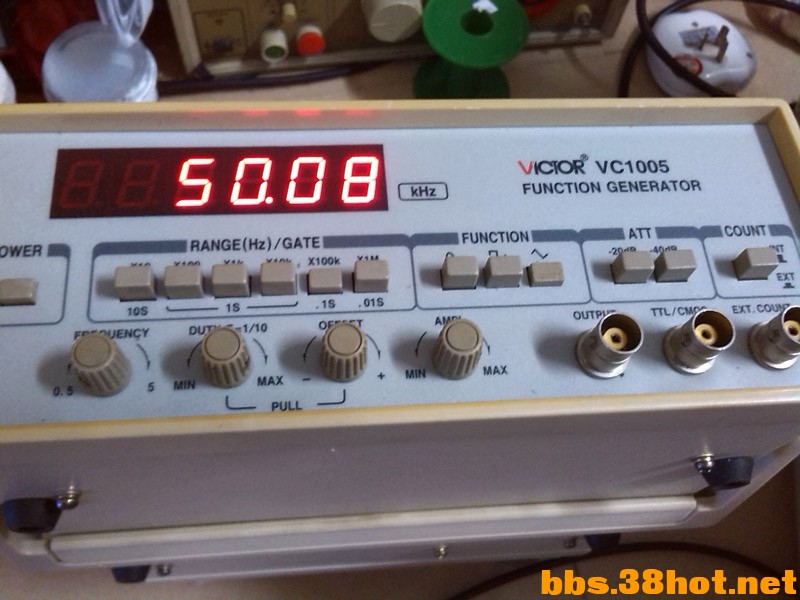 50.08
kHz
VICTOR® VC1005
FUNCTION GENERATOR
OWER
RANGE(Hz)/GATE
FUNCTION
ATT
COUNT
X100k
X1M
-20dB
-40dB
INT
EXT
10S
1S
.1S
.01S
FREQUENCY
0.5
5
MIN
MAX
OFFSET
-
+
PULL
AMPL
MIN
MAX
OUTPUT
TTL/CMOS
EXT. COUNT
bbs.38hot.net